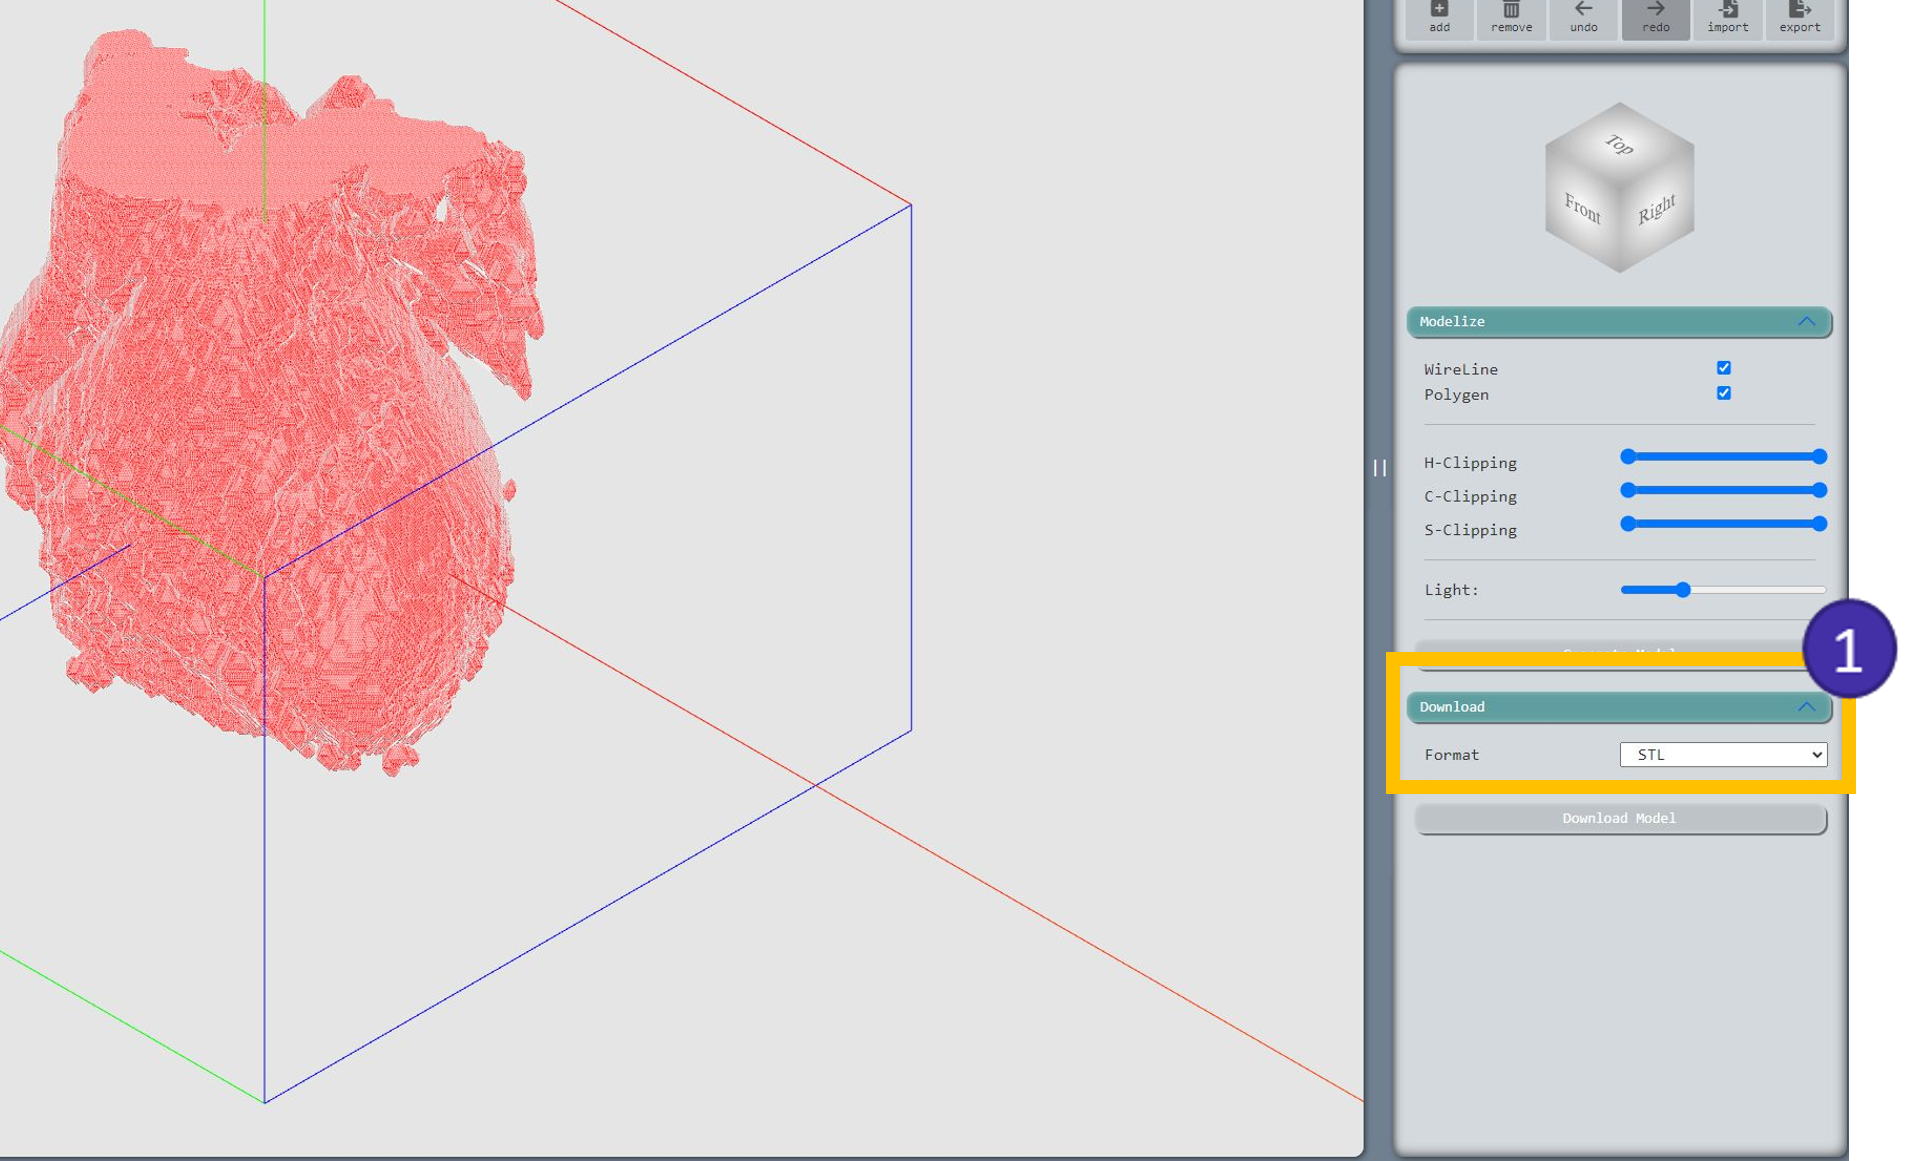 add remove undo redo import export
Top
Front Right
Modelize
WireLine
Polygen
H-Clipping
C-Clipping
S-Clipping
Light:
1
Download
Format STL
Download Model